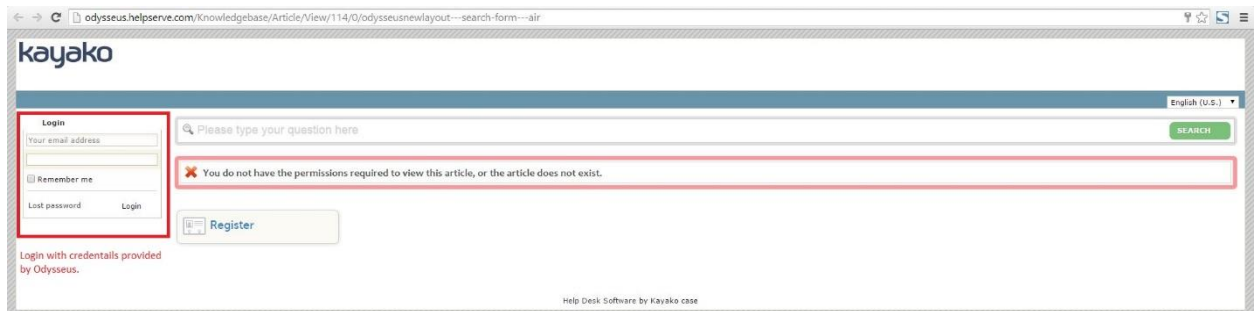 odysseus.helpserve.com/Knowledgebase/Article/View/114/0/odysseusnewlayout---search-form---air
kayako
English (U.S.)
Login
Your email address
Remember me
Lost password Login
Please type your question here
SEARCH
You do not have the permissions required to view this article, or the article does not exist.
Register
Login with credentails provided
by Odysseus.
Help Desk Software by Kayako case